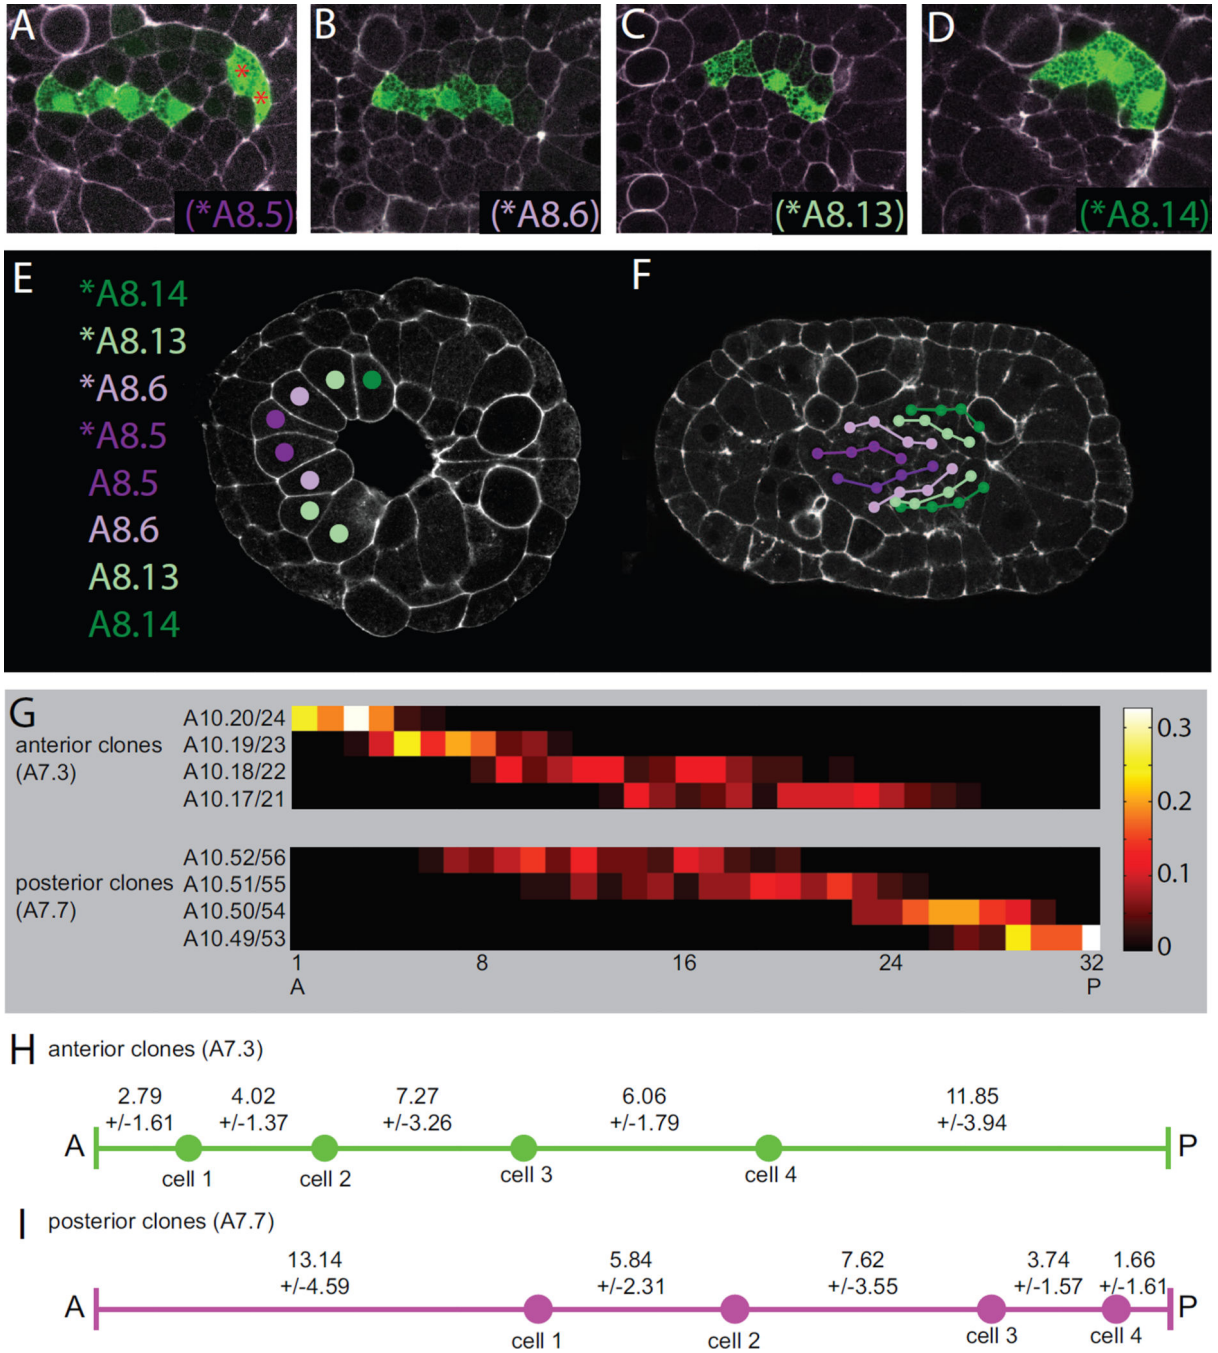 A
B
C
D
* *
(*A8.5)
(*A8.6)
(*A8.13)
(*A8.14)
E
F
*A8.14
*A8.13
*A8.6
*A8.5
A8.5
A8.6
A8.13
A8.14
G
anterior clones
(A7.3)
A10.20/24
A10.19/23
A10.18/22
A10.17/21
posterior clones
(A7.7)
A10.52/56
A10.51/55
A10.50/54
A10.49/53
1 8 16 24 32
A P
0.3
0.2
0.1
0
H anterior clones (A7.3)
2.79 4.02 7.27 6.06 11.85
+/-1.61 +/-1.37 +/-3.26 +/-1.79 +/-3.94
A P
cell 1 cell 2 cell 3 cell 4
I posterior clones (A7.7)
13.14 5.84 7.62 3.74 1.66
+/-4.59 +/-2.31 +/-3.55 +/-1.57 +/-1.61
A P
cell 1 cell 2 cell 3 cell 4